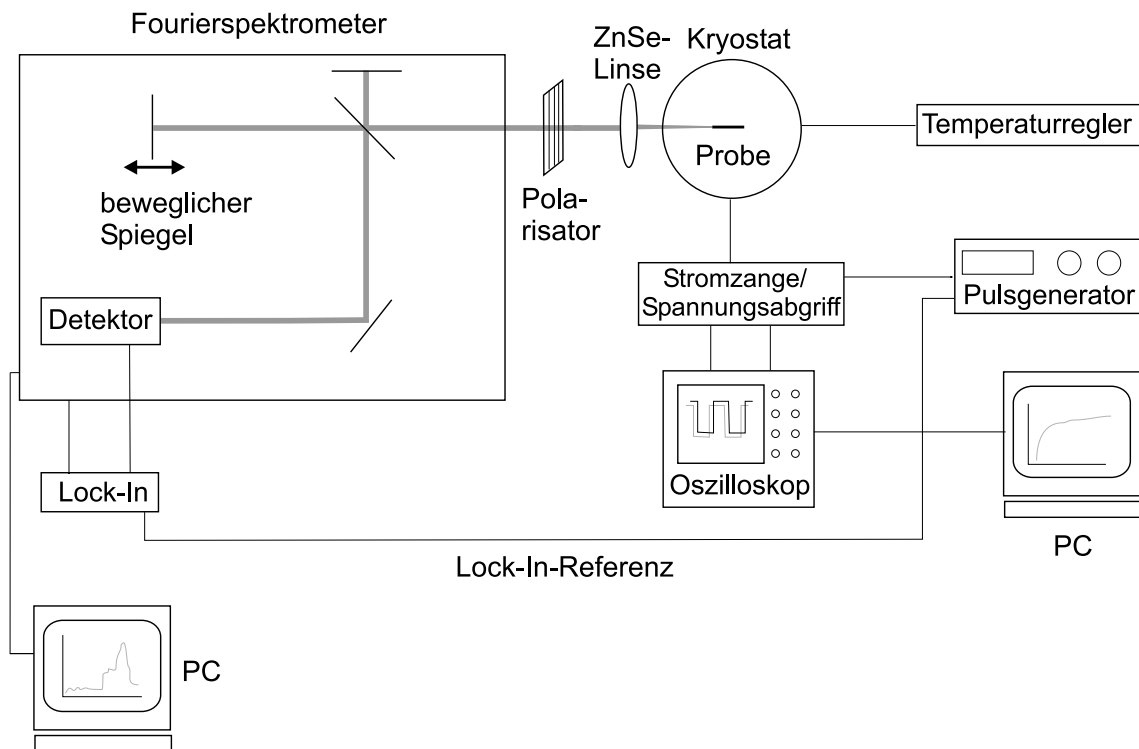 Fourierspektrometer
ZnSe-
Linse
Kryostat
Probe
Temperaturregler
beweglicher
Spiegel
Pola-
risator
Detektor
Stromzange/
Spannungsabgriff
Pulsgenerator
Oszilloskop
Lock-In
PC
Lock-In-Referenz
PC